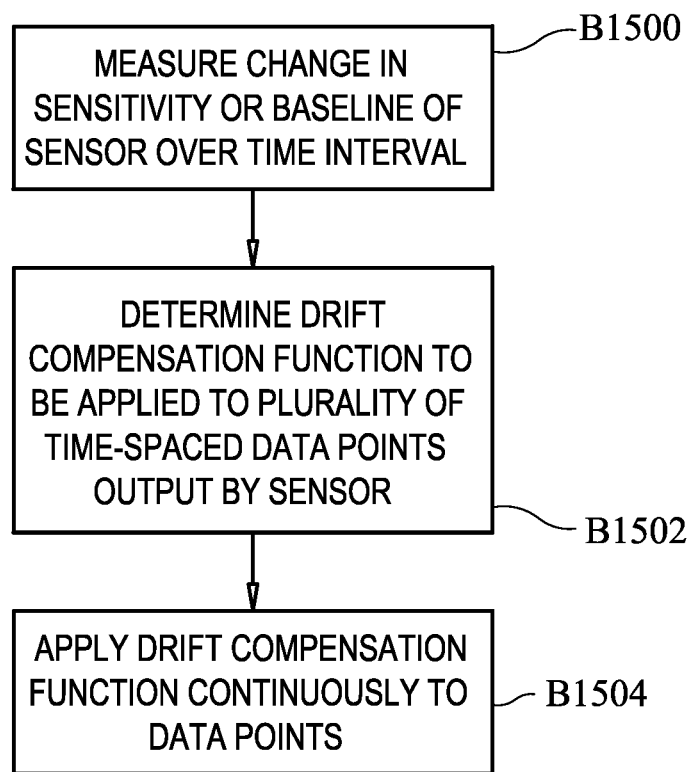 B1500
MEASURE CHANGE IN
SENSITIVITY OR BASELINE OF
SENSOR OVER TIME INTERVAL
DETERMINE DRIFT
COMPENSATION FUNCTION TO
BE APPLIED TO PLURALITY OF
TIME-SPACED DATA POINTS
OUTPUT BY SENSOR
B1502
APPLY DRIFT COMPENSATION
FUNCTION CONTINUOUSLY TO
DATA POINTS
B1504